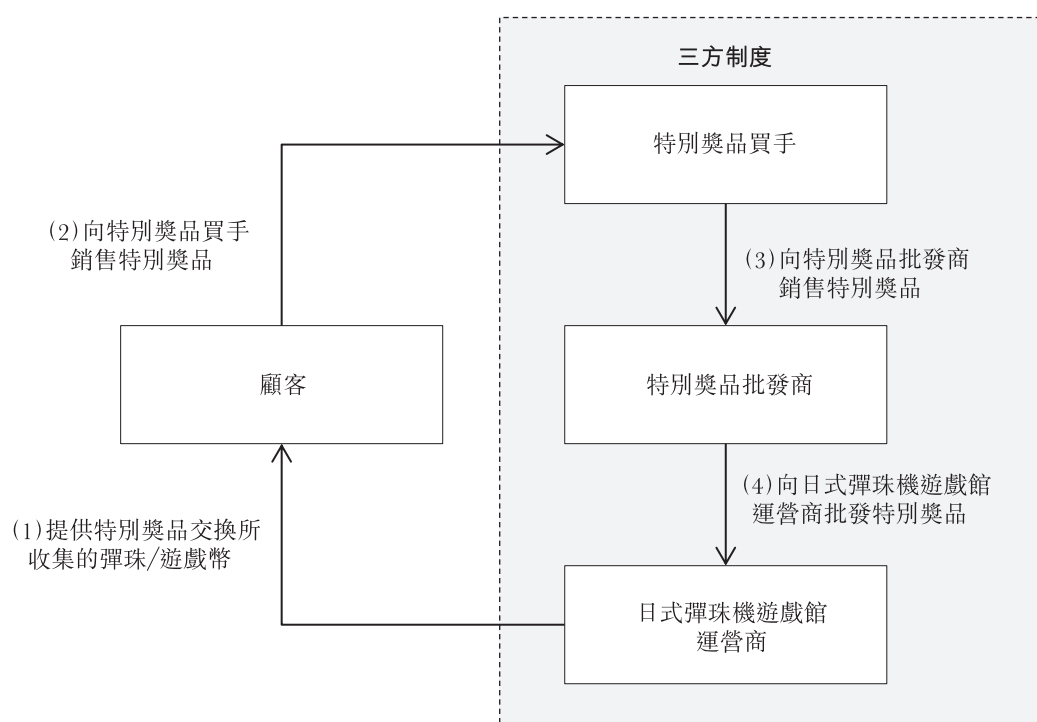 三方制度
特別獎品買手
(2)向特別獎品買手
銷售特別獎品
(3)向特別獎品批發商
銷售特別獎品
顧客
特別獎品批發商
(4)向日式彈珠機遊戲館
運營商批發特別獎品
(1)提供特別獎品交換所
收集的彈珠/遊戲幣
日式彈珠機遊戲館
運營商